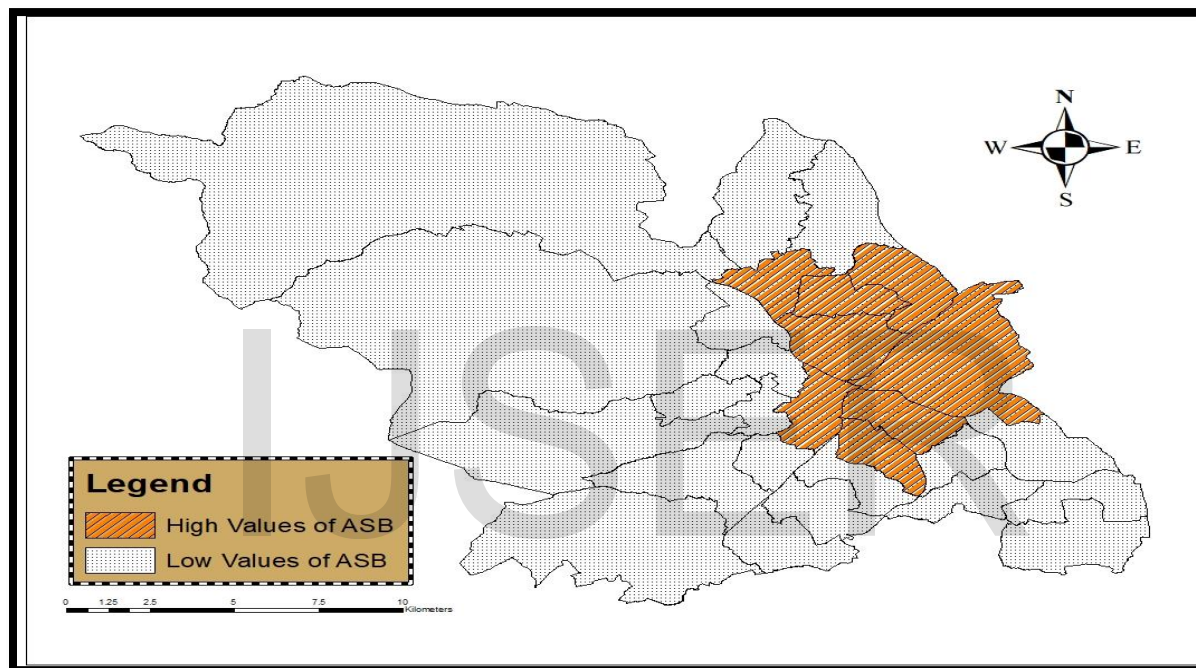 N
W E
S
IJSER
Legend
High Values of ASB
Low Values of ASB
0 1.25 2.5 5 7.5 10
Kilometers